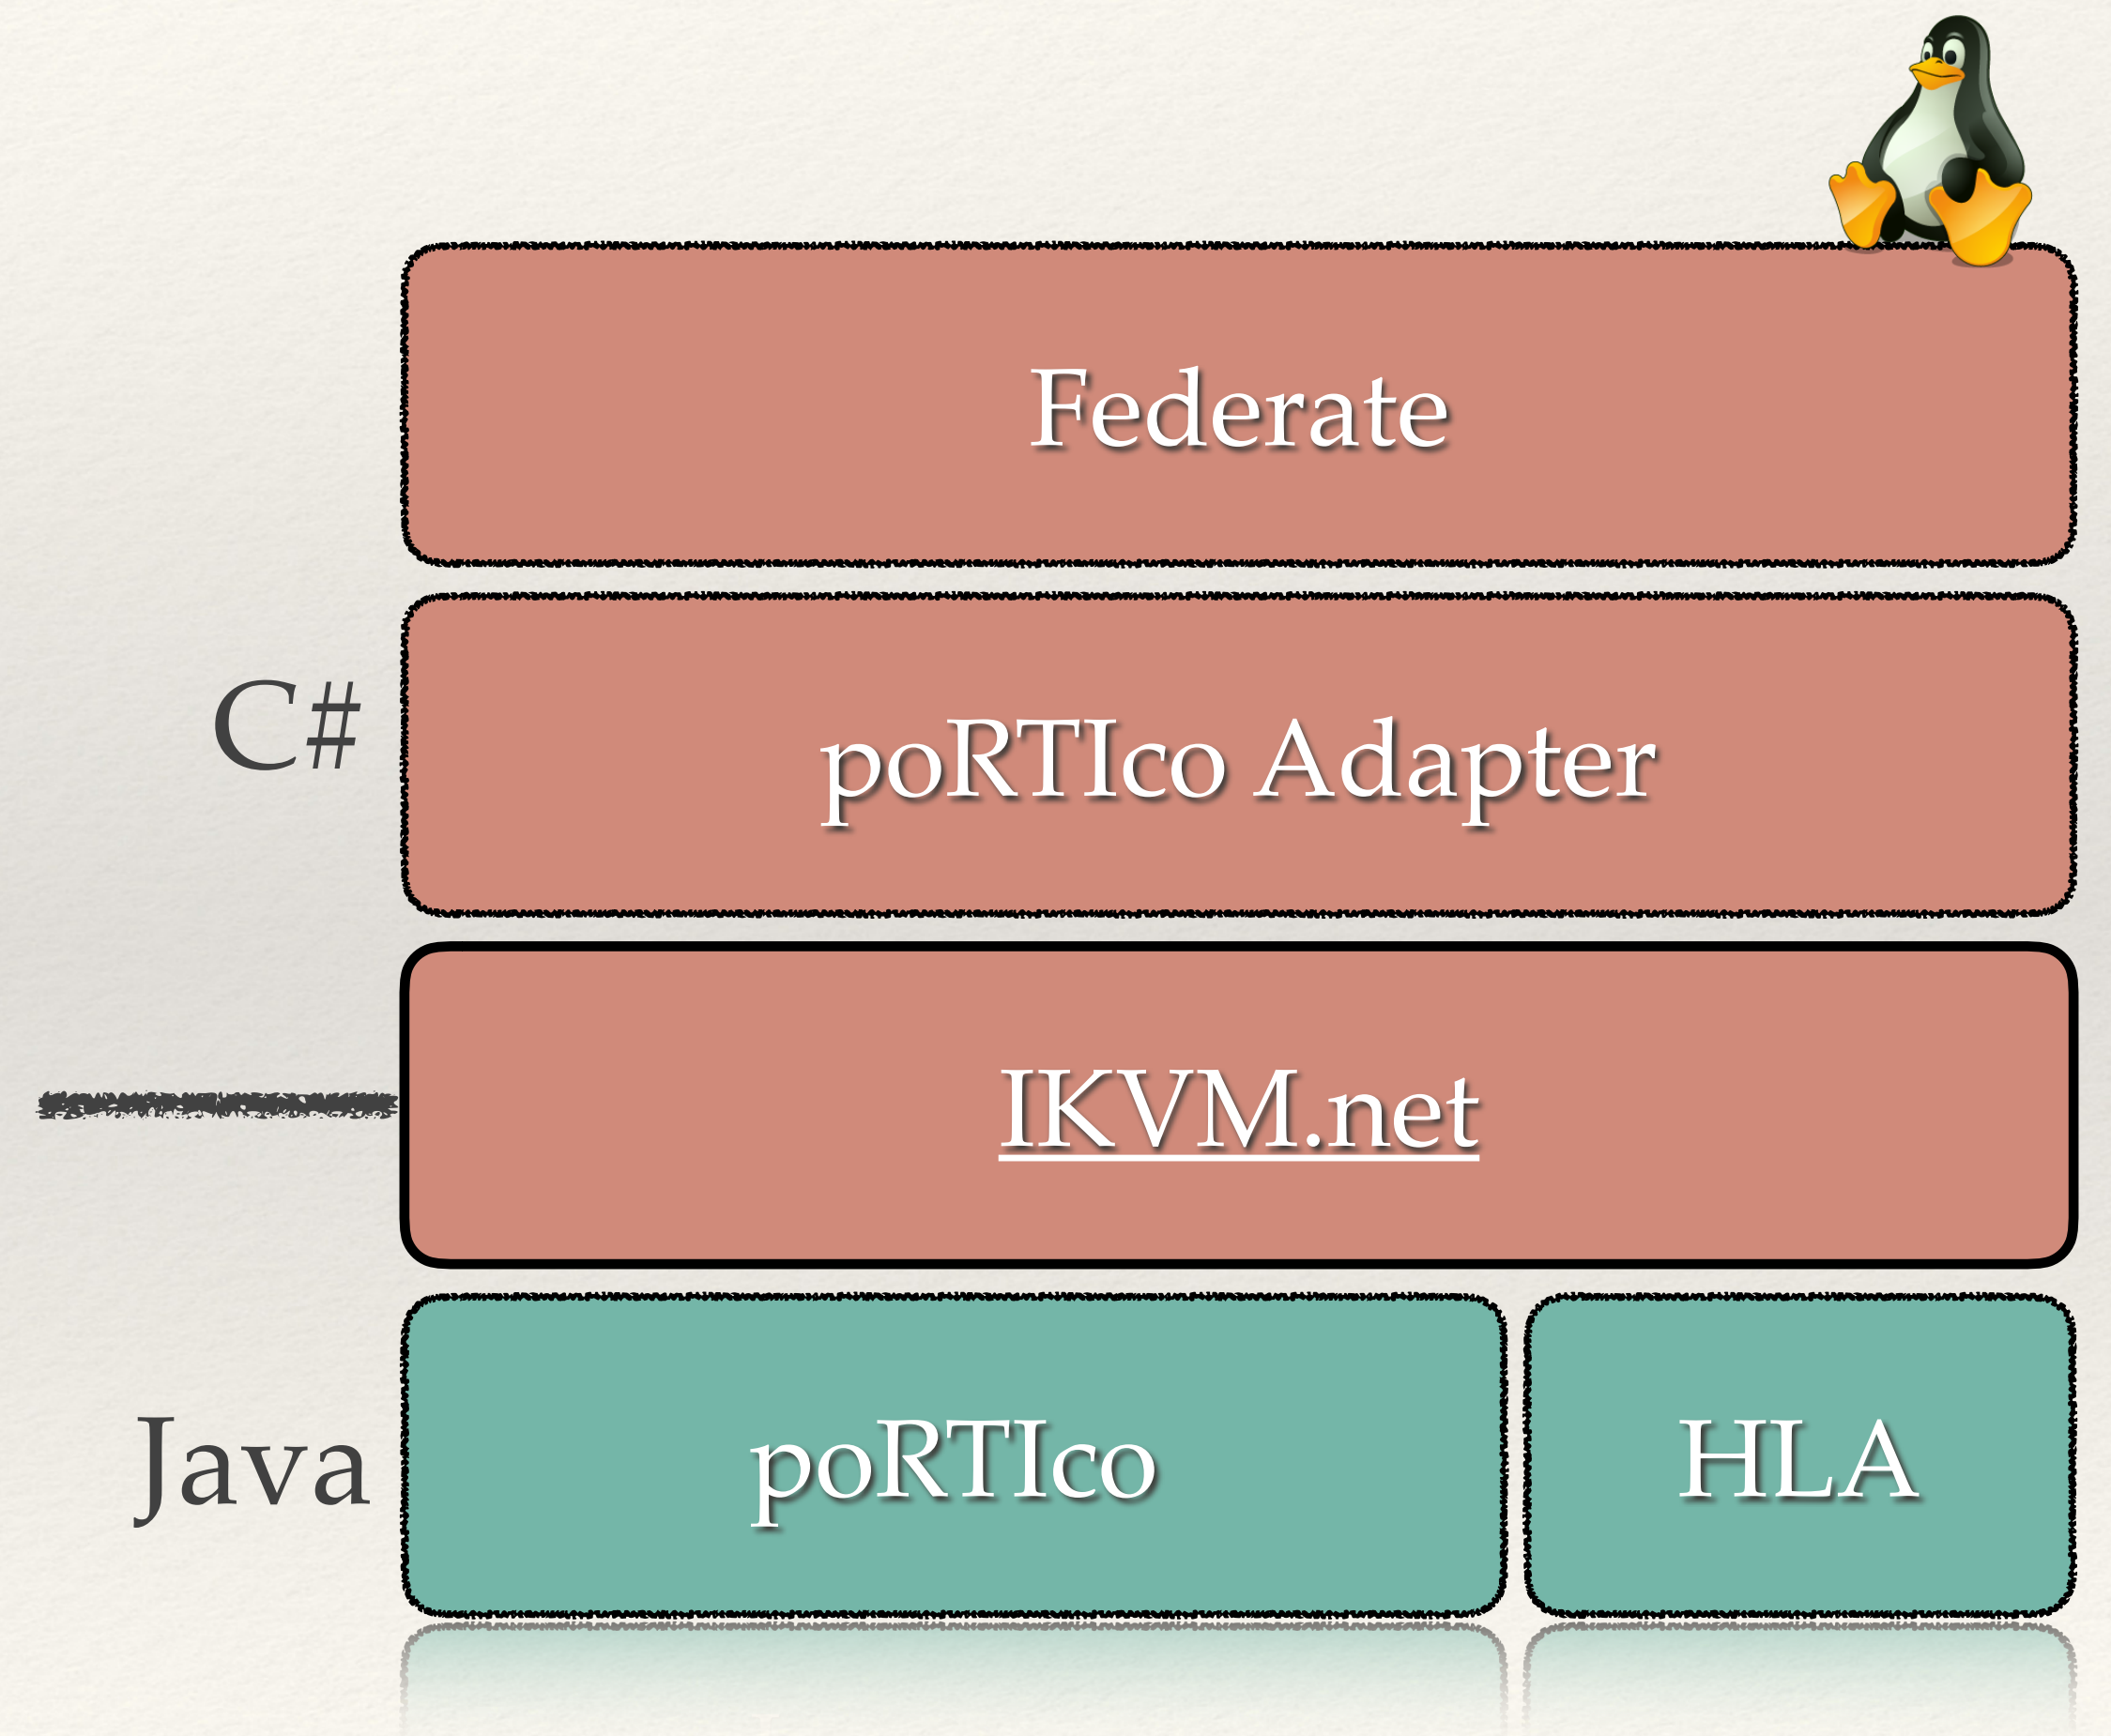 Federate
C#
poRTIco Adapter
IKVM.net
Java
poRTIco
HLA